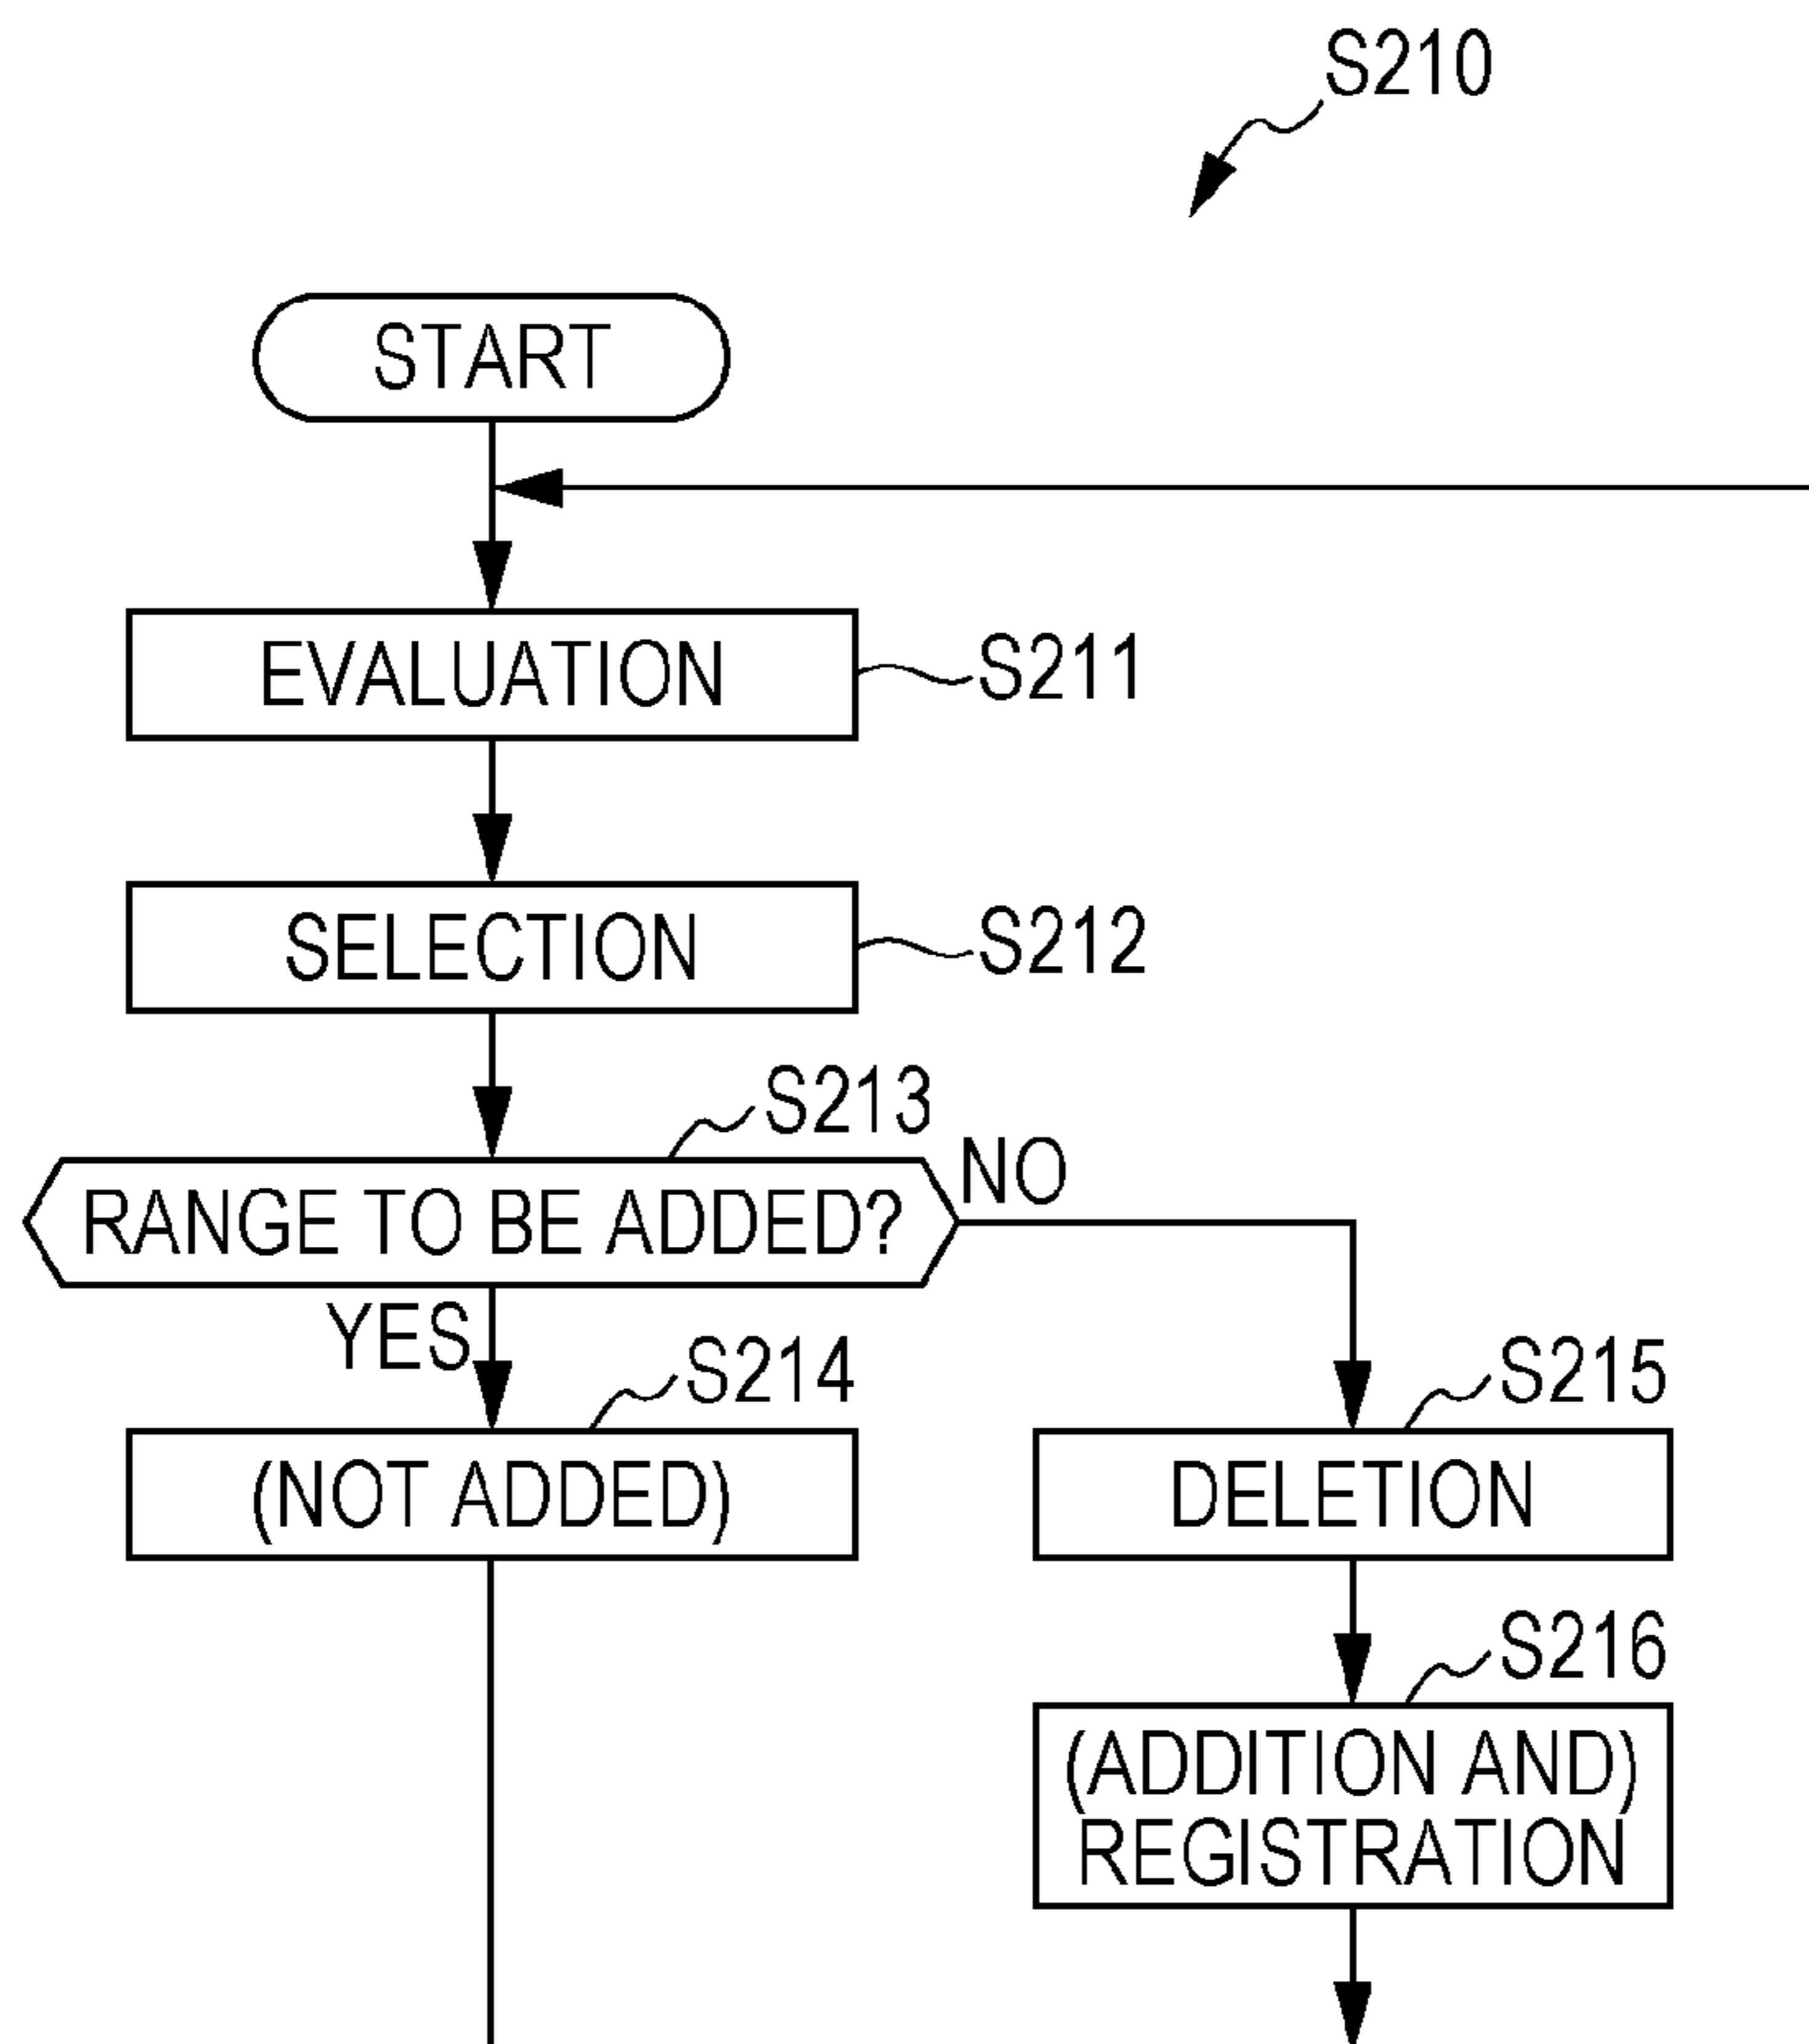 S210
START
EVALUATION
S211
SELECTION
S212
S213
RANGE TO BE ADDED?
NO
YES
S214
S215
(NOT ADDED)
DELETION
S216
(ADDITION AND)
REGISTRATION